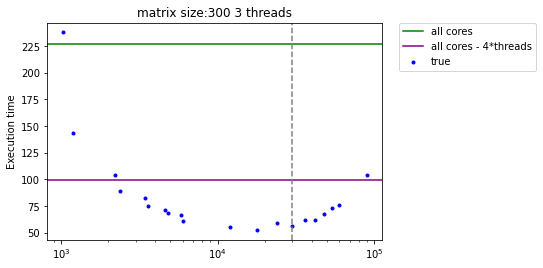 matrix size:300 3 threads
all cores
all cores - 4*threads
true
Execution time
225
200
175
150
125
100
75
50
10³
10⁴
10⁵